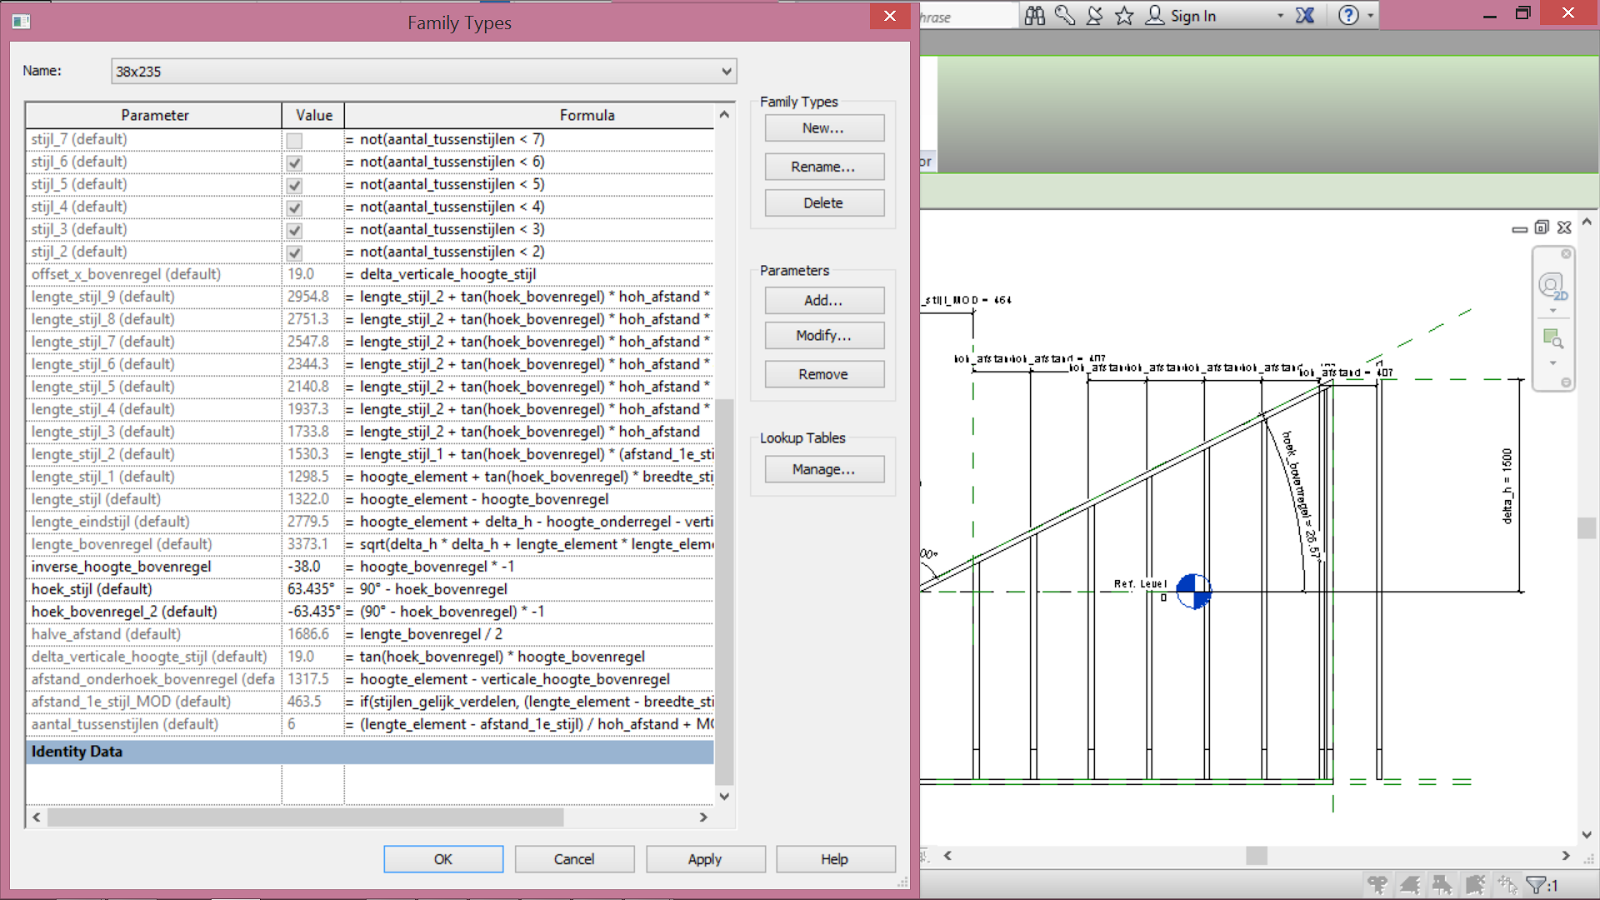 Family Types
hrase
Sign In
Name:
38x235
Parameter Value Formula
stijl_7 (default) = not(aantal_tussenstijlen < 7)
stijl_6 (default) = not(aantal_tussenstijlen < 6)
stijl_5 (default) = not(aantal_tussenstijlen < 5)
stijl_4 (default) = not(aantal_tussenstijlen < 4)
stijl_3 (default) = not(aantal_tussenstijlen < 3)
stijl_2 (default) = not(aantal_tussenstijlen < 2)
offset_x_bovenregel (default) 19.0 = delta_verticale_hoogte_stijl
lengte_stijl_9 (default) 2954.8 = lengte_stijl_2 + tan(hoek_bovenregel) * hoh_afstand *
lengte_stijl_8 (default) 2751.3 = lengte_stijl_2 + tan(hoek_bovenregel) * hoh_afstand *
lengte_stijl_7 (default) 2547.8 = lengte_stijl_2 + tan(hoek_bovenregel) * hoh_afstand *
lengte_stijl_6 (default) 2344.3 = lengte_stijl_2 + tan(hoek_bovenregel) * hoh_afstand *
lengte_stijl_5 (default) 2140.8 = lengte_stijl_2 + tan(hoek_bovenregel) * hoh_afstand *
lengte_stijl_4 (default) 1937.3 = lengte_stijl_2 + tan(hoek_bovenregel) * hoh_afstand *
lengte_stijl_3 (default) 1733.8 = lengte_stijl_2 + tan(hoek_bovenregel) * hoh_afstand
lengte_stijl_2 (default) 1530.3 = lengte_stijl_1 + tan(hoek_bovenregel) * (afstand_1e_sti
lengte_stijl_1 (default) 1298.5 = hoogte_element + tan(hoek_bovenregel) * breedte_sti
lengte_stijl (default) 1322.0 = hoogte_element - hoogte_bovenregel
lengte_eindstijl (default) 2779.5 = hoogte_element + delta_h - hoogte_onderregel - verti
lengte_bovenregel (default) 3373.1 = sqrt(delta_h * delta_h + lengte_element * lengte_eleme
inverse_hoogte_bovenregel -38.0 = hoogte_bovenregel * -1
hoek_stijl (default) 63.435° = 90° - hoek_bovenregel
hoek_bovenregel_2 (default) -63.435° = (90° - hoek_bovenregel) * -1
halve_afstand (default) 1686.6 = lengte_bovenregel / 2
delta_verticale_hoogte_stijl (default) 19.0 = tan(hoek_bovenregel) * hoogte_bovenregel
afstand_onderhoek_bovenregel (defa 1317.5 = hoogte_element - verticale_hoogte_bovenregel
afstand_1e_stijl_MOD (default) 463.5 = if(stijlen_gelijk_verdelen, (lengte_element - breedte_sti
aantal_tussenstijlen (default) 6 = (lengte_element - afstand_1e_stijl) / hoh_afstand + MO
Identity Data
Family Types
New...
Rename...
Delete
Parameters
Add...
Modify...
Remove
Lookup Tables
Manage...
OK Cancel Apply Help
or
2D
_stijl_MOD = 464
hoh_afstand = 407
hoh_afstand
hoh_afstand = 407
hoek_bovenregel = 26.57°
delta_h = 1500
00°
Ref. Level
0
:1